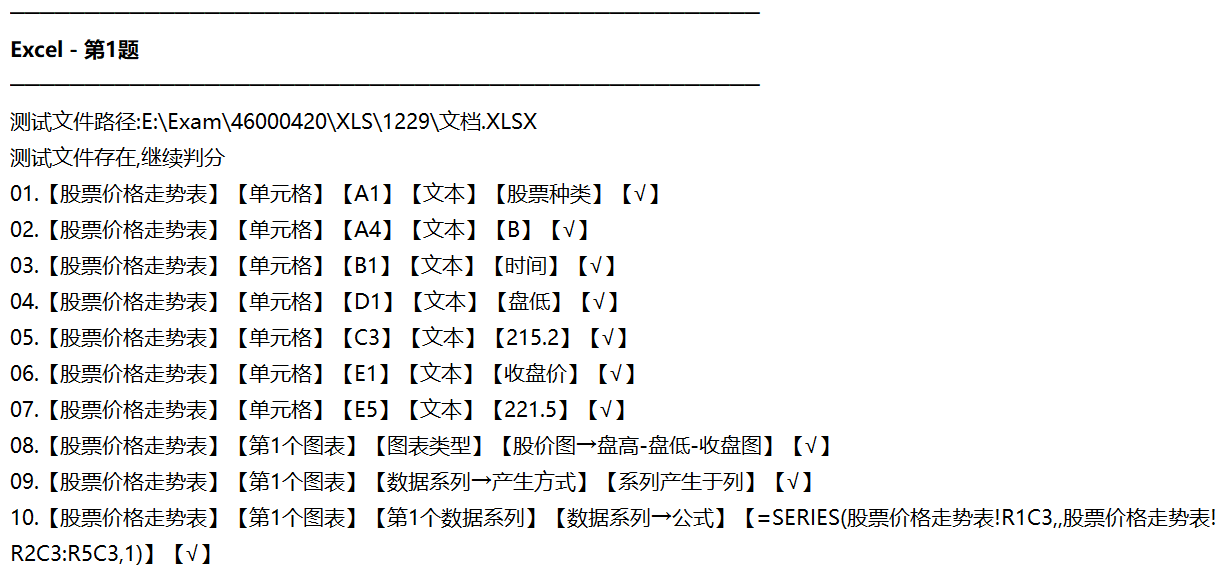 Excel - 第1题
测试文件路径:E:\Exam\46000420\XLS\1229\文档.XLSX
测试文件存在,继续判分
01.【股票价格走势表】【单元格】【A1】【文本】【股票种类】【√】
02.【股票价格走势表】【单元格】【A4】【文本】【B】【√】
03.【股票价格走势表】【单元格】【B1】【文本】【时间】【√】
04.【股票价格走势表】【单元格】【D1】【文本】【盘低】【√】
05.【股票价格走势表】【单元格】【C3】【文本】【215.2】【√】
06.【股票价格走势表】【单元格】【E1】【文本】【收盘价】【√】
07.【股票价格走势表】【单元格】【E5】【文本】【221.5】【√】
08.【股票价格走势表】【第1个图表】【图表类型】【股价图→盘高-盘低-收盘图】【√】
09.【股票价格走势表】【第1个图表】【数据系列→产生方式】【系列产生于列】【√】
10.【股票价格走势表】【第1个图表】【第1个数据系列】【数据系列→公式】【=SERIES(股票价格走势表!R1C3,,股票价格走势表!
R2C3:R5C3,1)】【√】